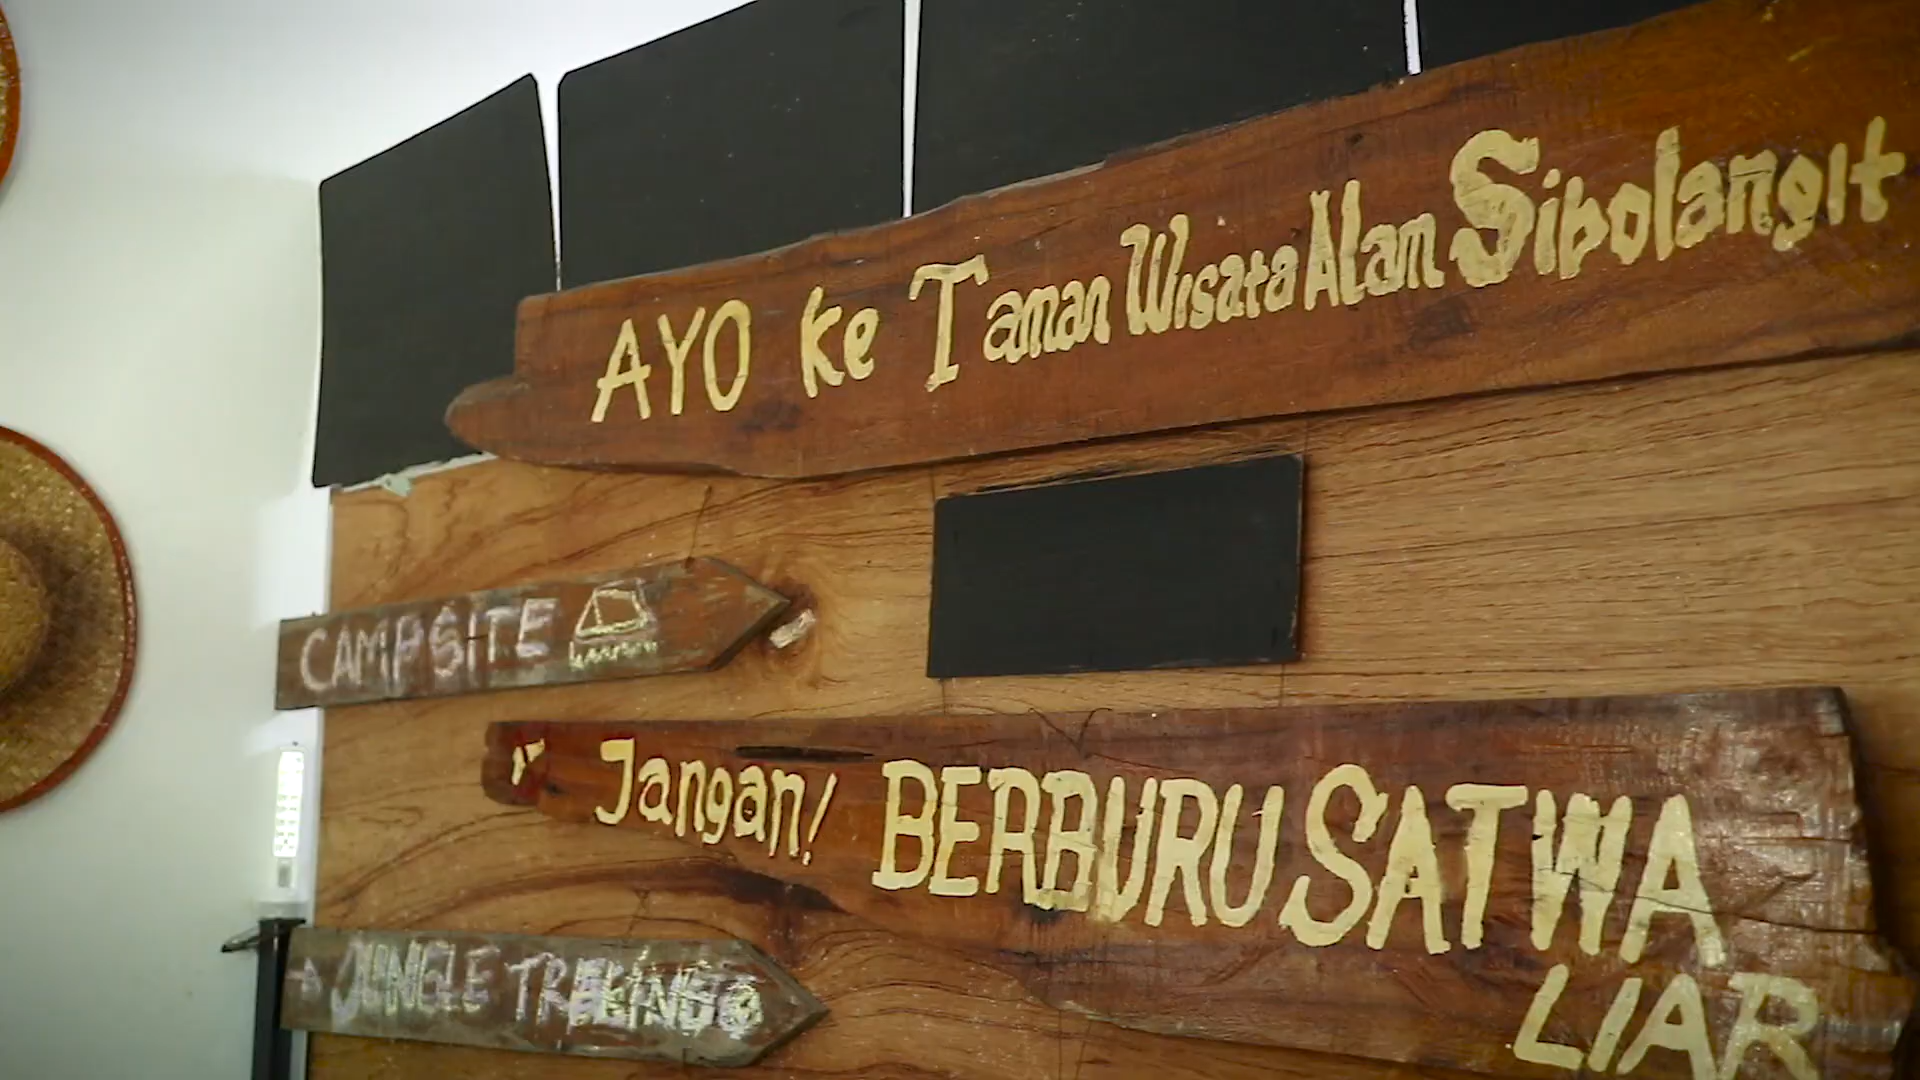 AYO Ke Taman Wisata Alam Sibolangit
CAMPSITE
Jangan! BERBURU SATWA
LIAR
JUNGLE TREKING